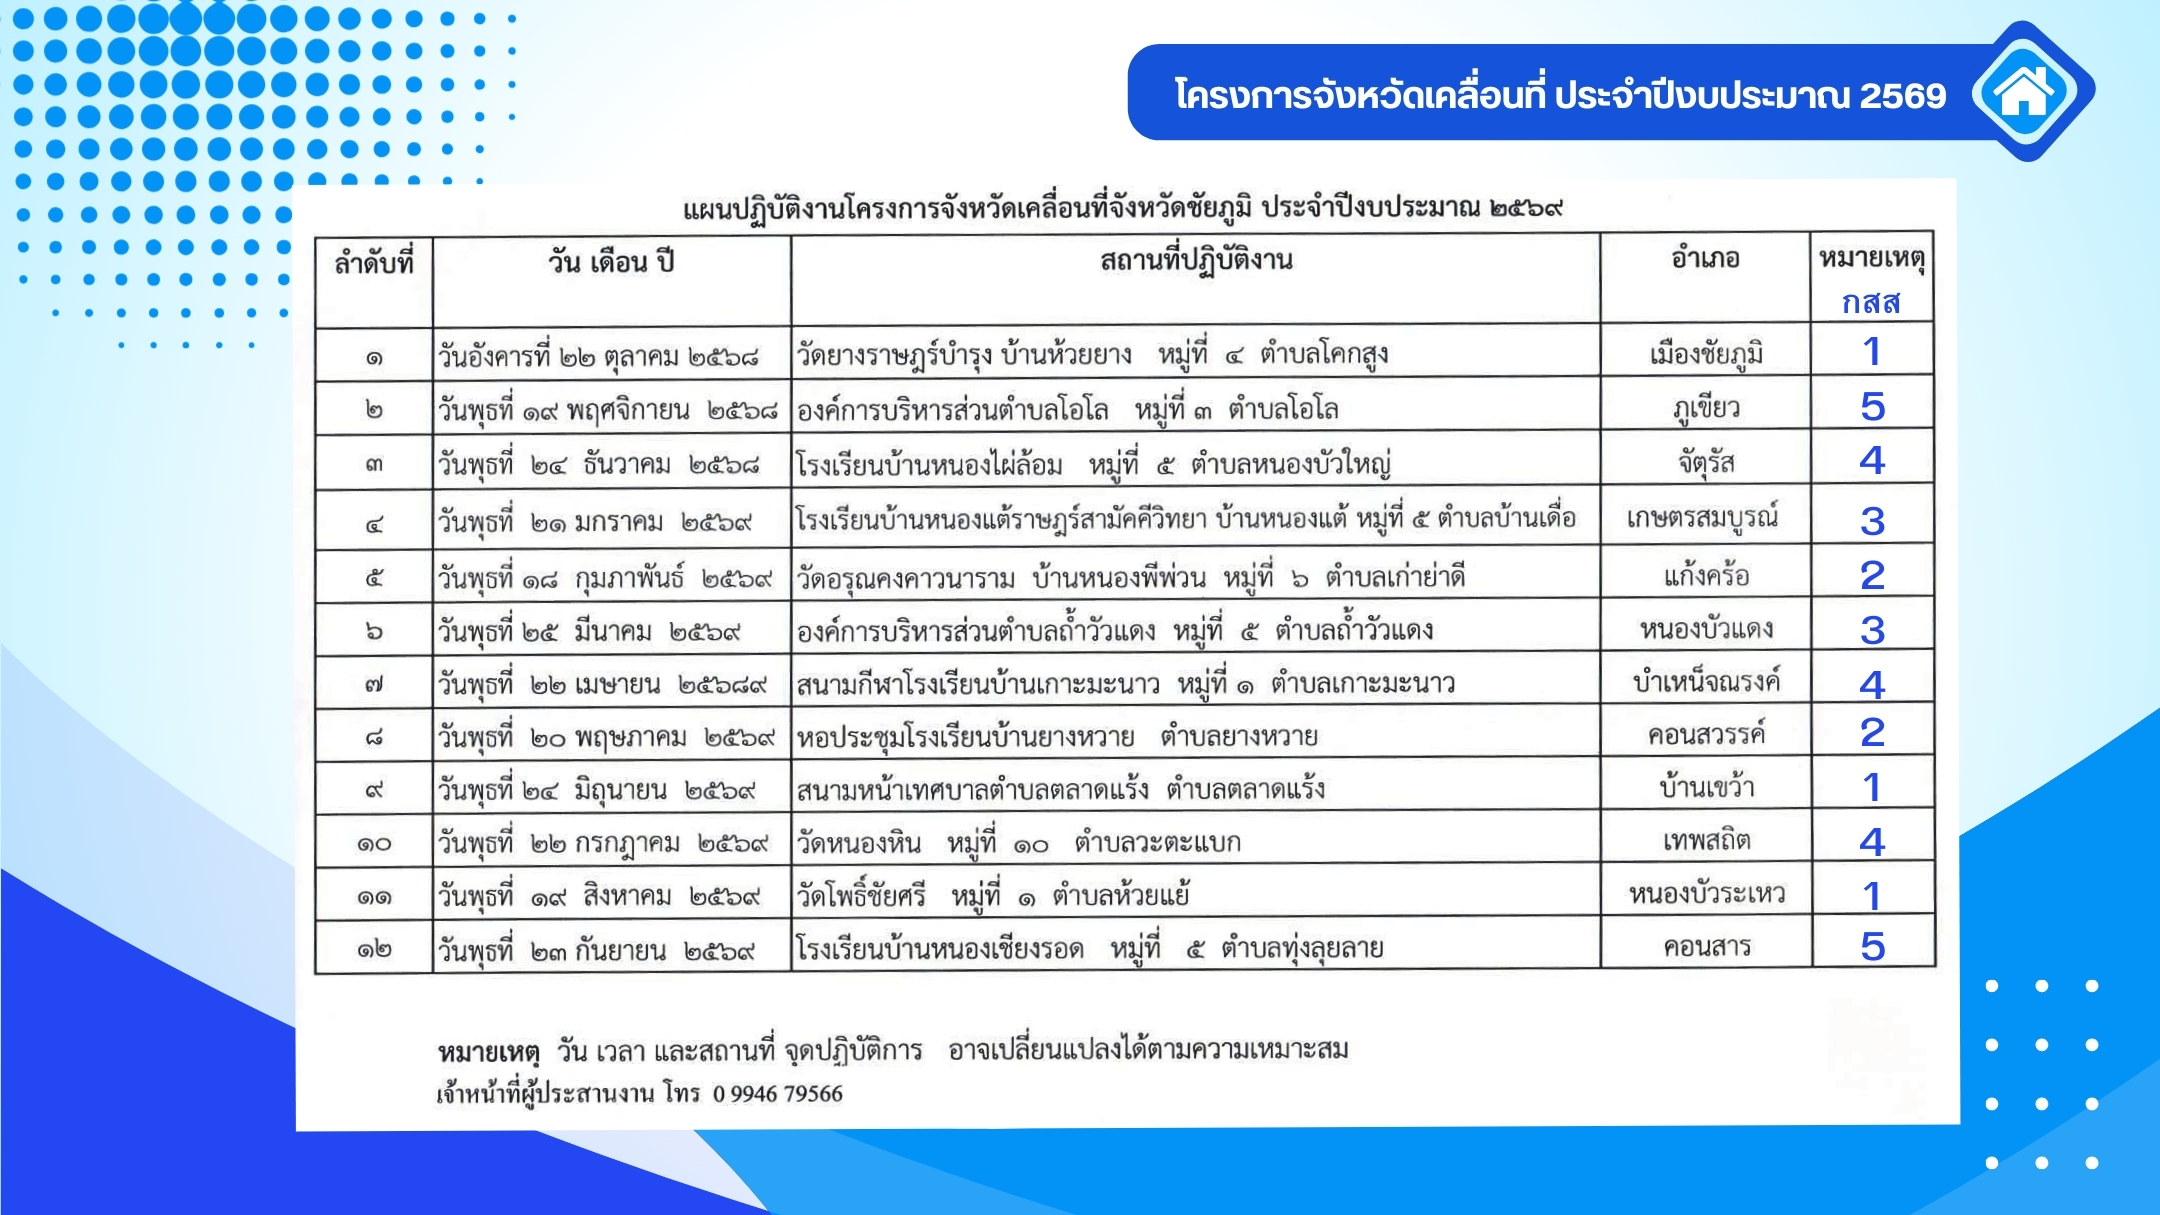 โครงการจังหวัดเคลื่อนที่ ประจำปีงบประมาณ 2569
แผนปฏิบัติงานโครงการจังหวัดเคลื่อนที่จังหวัดชัยภูมิ ประจำปีงบประมาณ ๒๕๖๙
ลำดับที่ วัน เดือน ปี สถานที่ปฏิบัติงาน อำเภอ หมายเหตุ
กสส
๑ วันอังคารที่ ๒๒ ตุลาคม ๒๕๖๘ วัดยางราษฎร์บำรุง บ้านห้วยยาง หมู่ที่ ๔ ตำบลโคกสูง เมืองชัยภูมิ 1
๒ วันพุธที่ ๑๙ พฤศจิกายน ๒๕๖๘ องค์การบริหารส่วนตำบลโอโล หมู่ที่ ๓ ตำบลโอโล ภูเขียว 5
๓ วันพุธที่ ๒๔ ธันวาคม ๒๕๖๘ โรงเรียนบ้านหนองไผ่ล้อม หมู่ที่ ๕ ตำบลหนองบัวใหญ่ จัตุรัส 4
๔ วันพุธที่ ๒๑ มกราคม ๒๕๖๙ โรงเรียนบ้านหนองแต้ราษฎร์สามัคคีวิทยา บ้านหนองแต้ หมู่ที่ ๕ ตำบลบ้านเดื่อ เกษตรสมบูรณ์ 3
๕ วันพุธที่ ๑๘ กุมภาพันธ์ ๒๕๖๙ วัดอรุณคงคาวนาราม บ้านหนองพีพ่วน หมู่ที่ ๖ ตำบลเก่าย่าดี แก้งคร้อ 2
๖ วันพุธที่ ๒๕ มีนาคม ๒๕๖๙ องค์การบริหารส่วนตำบลถ้ำวัวแดง หมู่ที่ ๕ ตำบลถ้ำวัวแดง หนองบัวแดง 3
๗ วันพุธที่ ๒๒ เมษายน ๒๕๖๘๙ สนามกีฬาโรงเรียนบ้านเกาะมะนาว หมู่ที่ ๑ ตำบลเกาะมะนาว บำเหน็จณรงค์ 4
๘ วันพุธที่ ๒๐ พฤษภาคม ๒๕๖๙ หอประชุมโรงเรียนบ้านยางหวาย ตำบลยางหวาย คอนสวรรค์ 2
๙ วันพุธที่ ๒๔ มิถุนายน ๒๕๖๙ สนามหน้าเทศบาลตำบลตลาดแร้ง ตำบลตลาดแร้ง บ้านเขว้า 1
๑๐ วันพุธที่ ๒๒ กรกฎาคม ๒๕๖๙ วัดหนองหิน หมู่ที่ ๑๐ ตำบลวะตะแบก เทพสถิต 4
๑๑ วันพุธที่ ๑๙ สิงหาคม ๒๕๖๙ วัดโพธิ์ชัยศรี หมู่ที่ ๑ ตำบลห้วยแย้ หนองบัวระเหว 1
๑๒ วันพุธที่ ๒๓ กันยายน ๒๕๖๙ โรงเรียนบ้านหนองเชียงรอด หมู่ที่ ๕ ตำบลทุ่งลุยลาย คอนสาร 5
หมายเหตุ วัน เวลา และสถานที่ จุดปฏิบัติการ อาจเปลี่ยนแปลงได้ตามความเหมาะสม
เจ้าหน้าที่ผู้ประสานงาน โทร 0 9946 79566